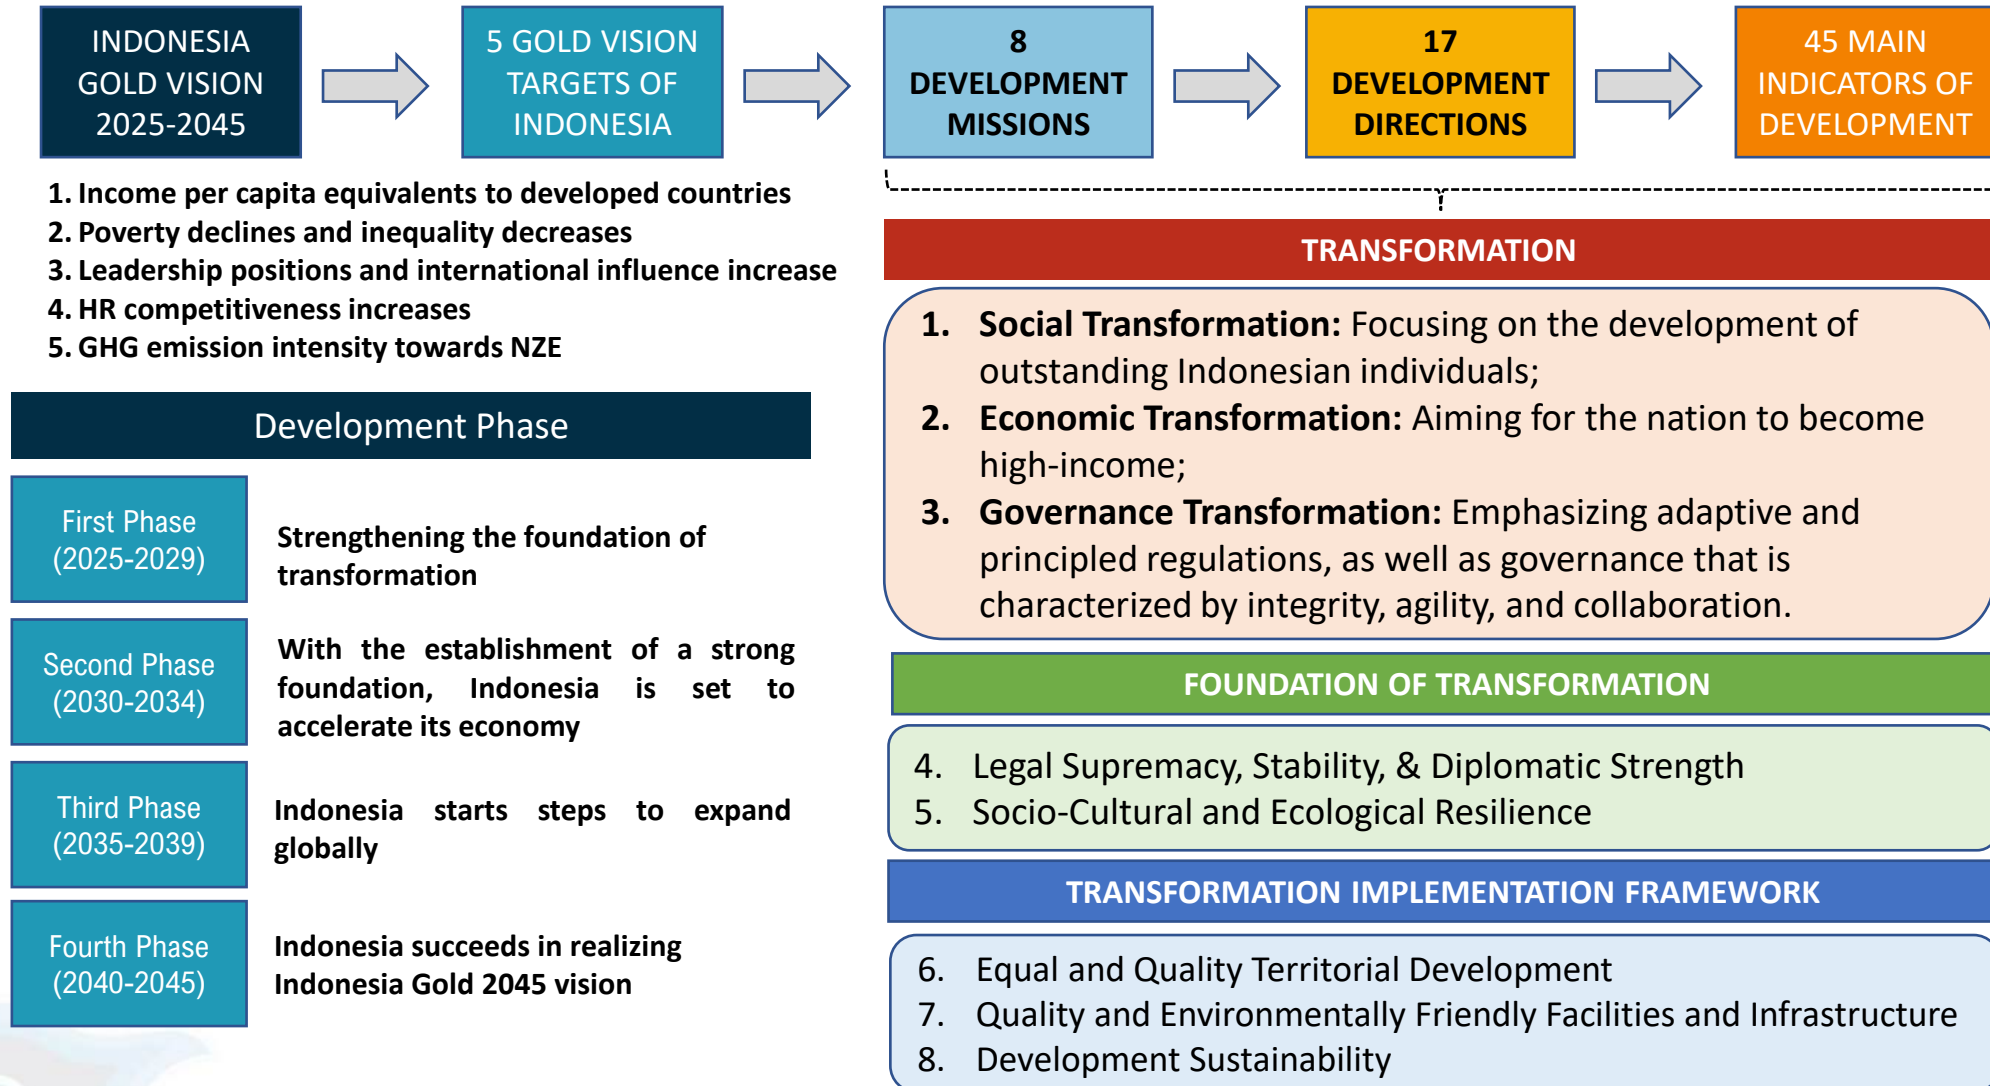 INDONESIA
GOLD VISION
2025-2045
5 GOLD VISION
TARGETS OF
INDONESIA
8
DEVELOPMENT
MISSIONS
17
DEVELOPMENT
DIRECTIONS
45 MAIN
INDICATORS OF
DEVELOPMENT
1. Income per capita equivalents to developed countries
2. Poverty declines and inequality decreases
3. Leadership positions and international influence increase
4. HR competitiveness increases
5. GHG emission intensity towards NZE
Development Phase
First Phase
(2025-2029)
Strengthening the foundation of
transformation
Second Phase
(2030-2034)
With the establishment of a strong
foundation, Indonesia is set to
accelerate its economy
Third Phase
(2035-2039)
Indonesia starts steps to expand
globally
Fourth Phase
(2040-2045)
Indonesia succeeds in realizing
Indonesia Gold 2045 vision
TRANSFORMATION
1. Social Transformation: Focusing on the development of
outstanding Indonesian individuals;
2. Economic Transformation: Aiming for the nation to become
high-income;
3. Governance Transformation: Emphasizing adaptive and
principled regulations, as well as governance that is
characterized by integrity, agility, and collaboration.
FOUNDATION OF TRANSFORMATION
4. Legal Supremacy, Stability, & Diplomatic Strength
5. Socio-Cultural and Ecological Resilience
TRANSFORMATION IMPLEMENTATION FRAMEWORK
6. Equal and Quality Territorial Development
7. Quality and Environmentally Friendly Facilities and Infrastructure
8. Development Sustainability